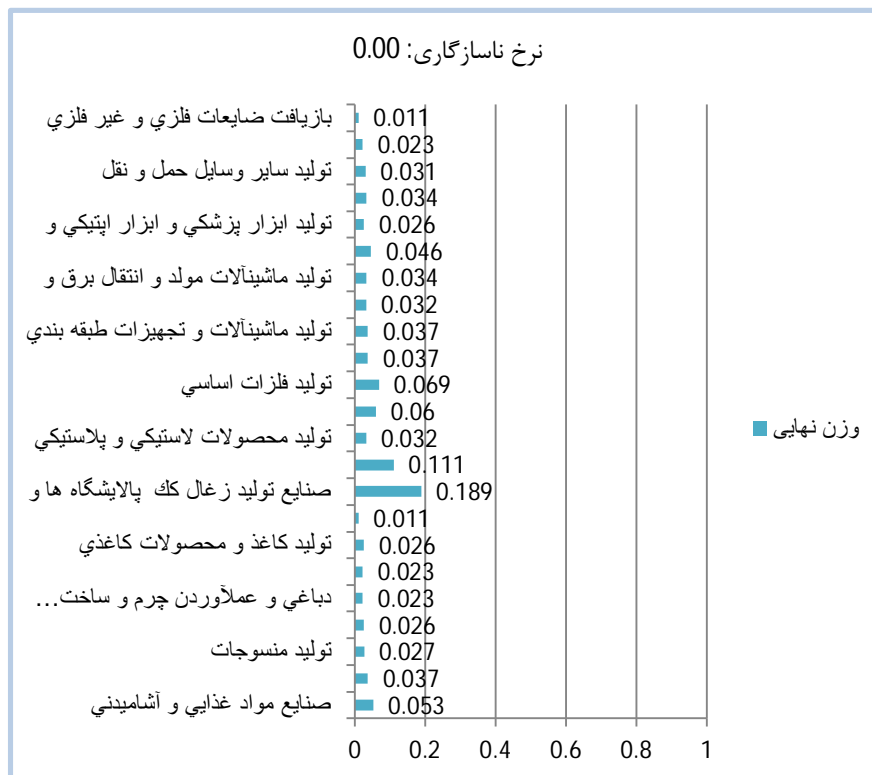 نرخ ناسازگاری: 0.00
بازيافت ضايعات فلزي و غير فلزي 0.011
0.023
توليد ساير وسايل حمل و نقل 0.031
0.034
توليد ابزار پزشكي و ابزار اپتيكي و 0.026
0.046
توليد ماشينآلات مولد و انتقال برق و 0.034
0.032
توليد ماشينآلات و تجهيزات طبقه بندي 0.037
0.037
توليد فلزات اساسي 0.069
0.06
وزن نهایی
توليد محصولات لاستيكي و پلاستيكي 0.032
0.111
صنايع توليد زغال كك پالايشگاه ها و 0.189
0.011
توليد كاغذ و محصولات كاغذي 0.026
0.023
دباغي و عملآوردن چرم و ساخت... 0.023
0.026
توليد منسوجات 0.027
0.037
صنايع مواد غذايي و آشاميدني 0.053
0 0.2 0.4 0.6 0.8 1